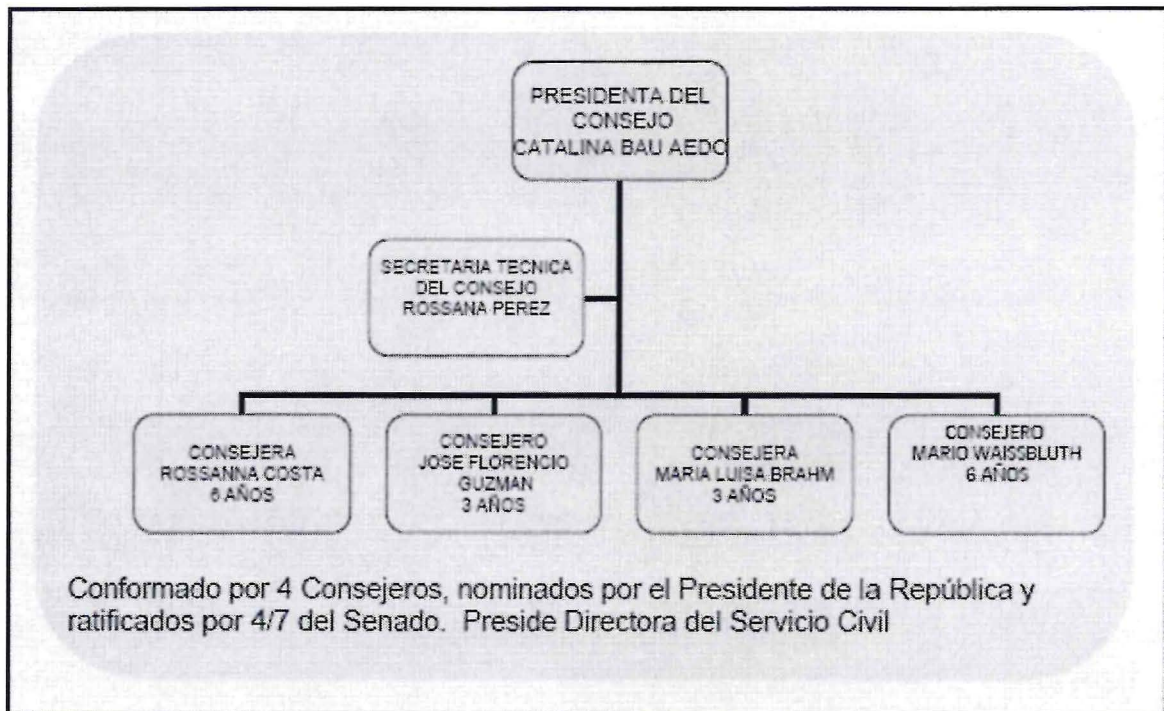 PRESIDENTA DEL
CONSEJO
CATALINA BAU AEDO
SECRETARIA TECNICA
DEL CONSEJO
ROSSANA PEREZ
CONSEJERA
ROSSANNA COSTA
6 AÑOS
CONSEJERO
JOSE FLORENCIO
GUZMAN
3 AÑOS
CONSEJERA
MARIA LUISA BRAHM
3 AÑOS
CONSEJERO
MARIO WAISSBLUTH
6 AÑOS
Conformado por 4 Consejeros, nominados por el Presidente de la República y
ratificados por 4/7 del Senado. Preside Directora del Servicio Civil